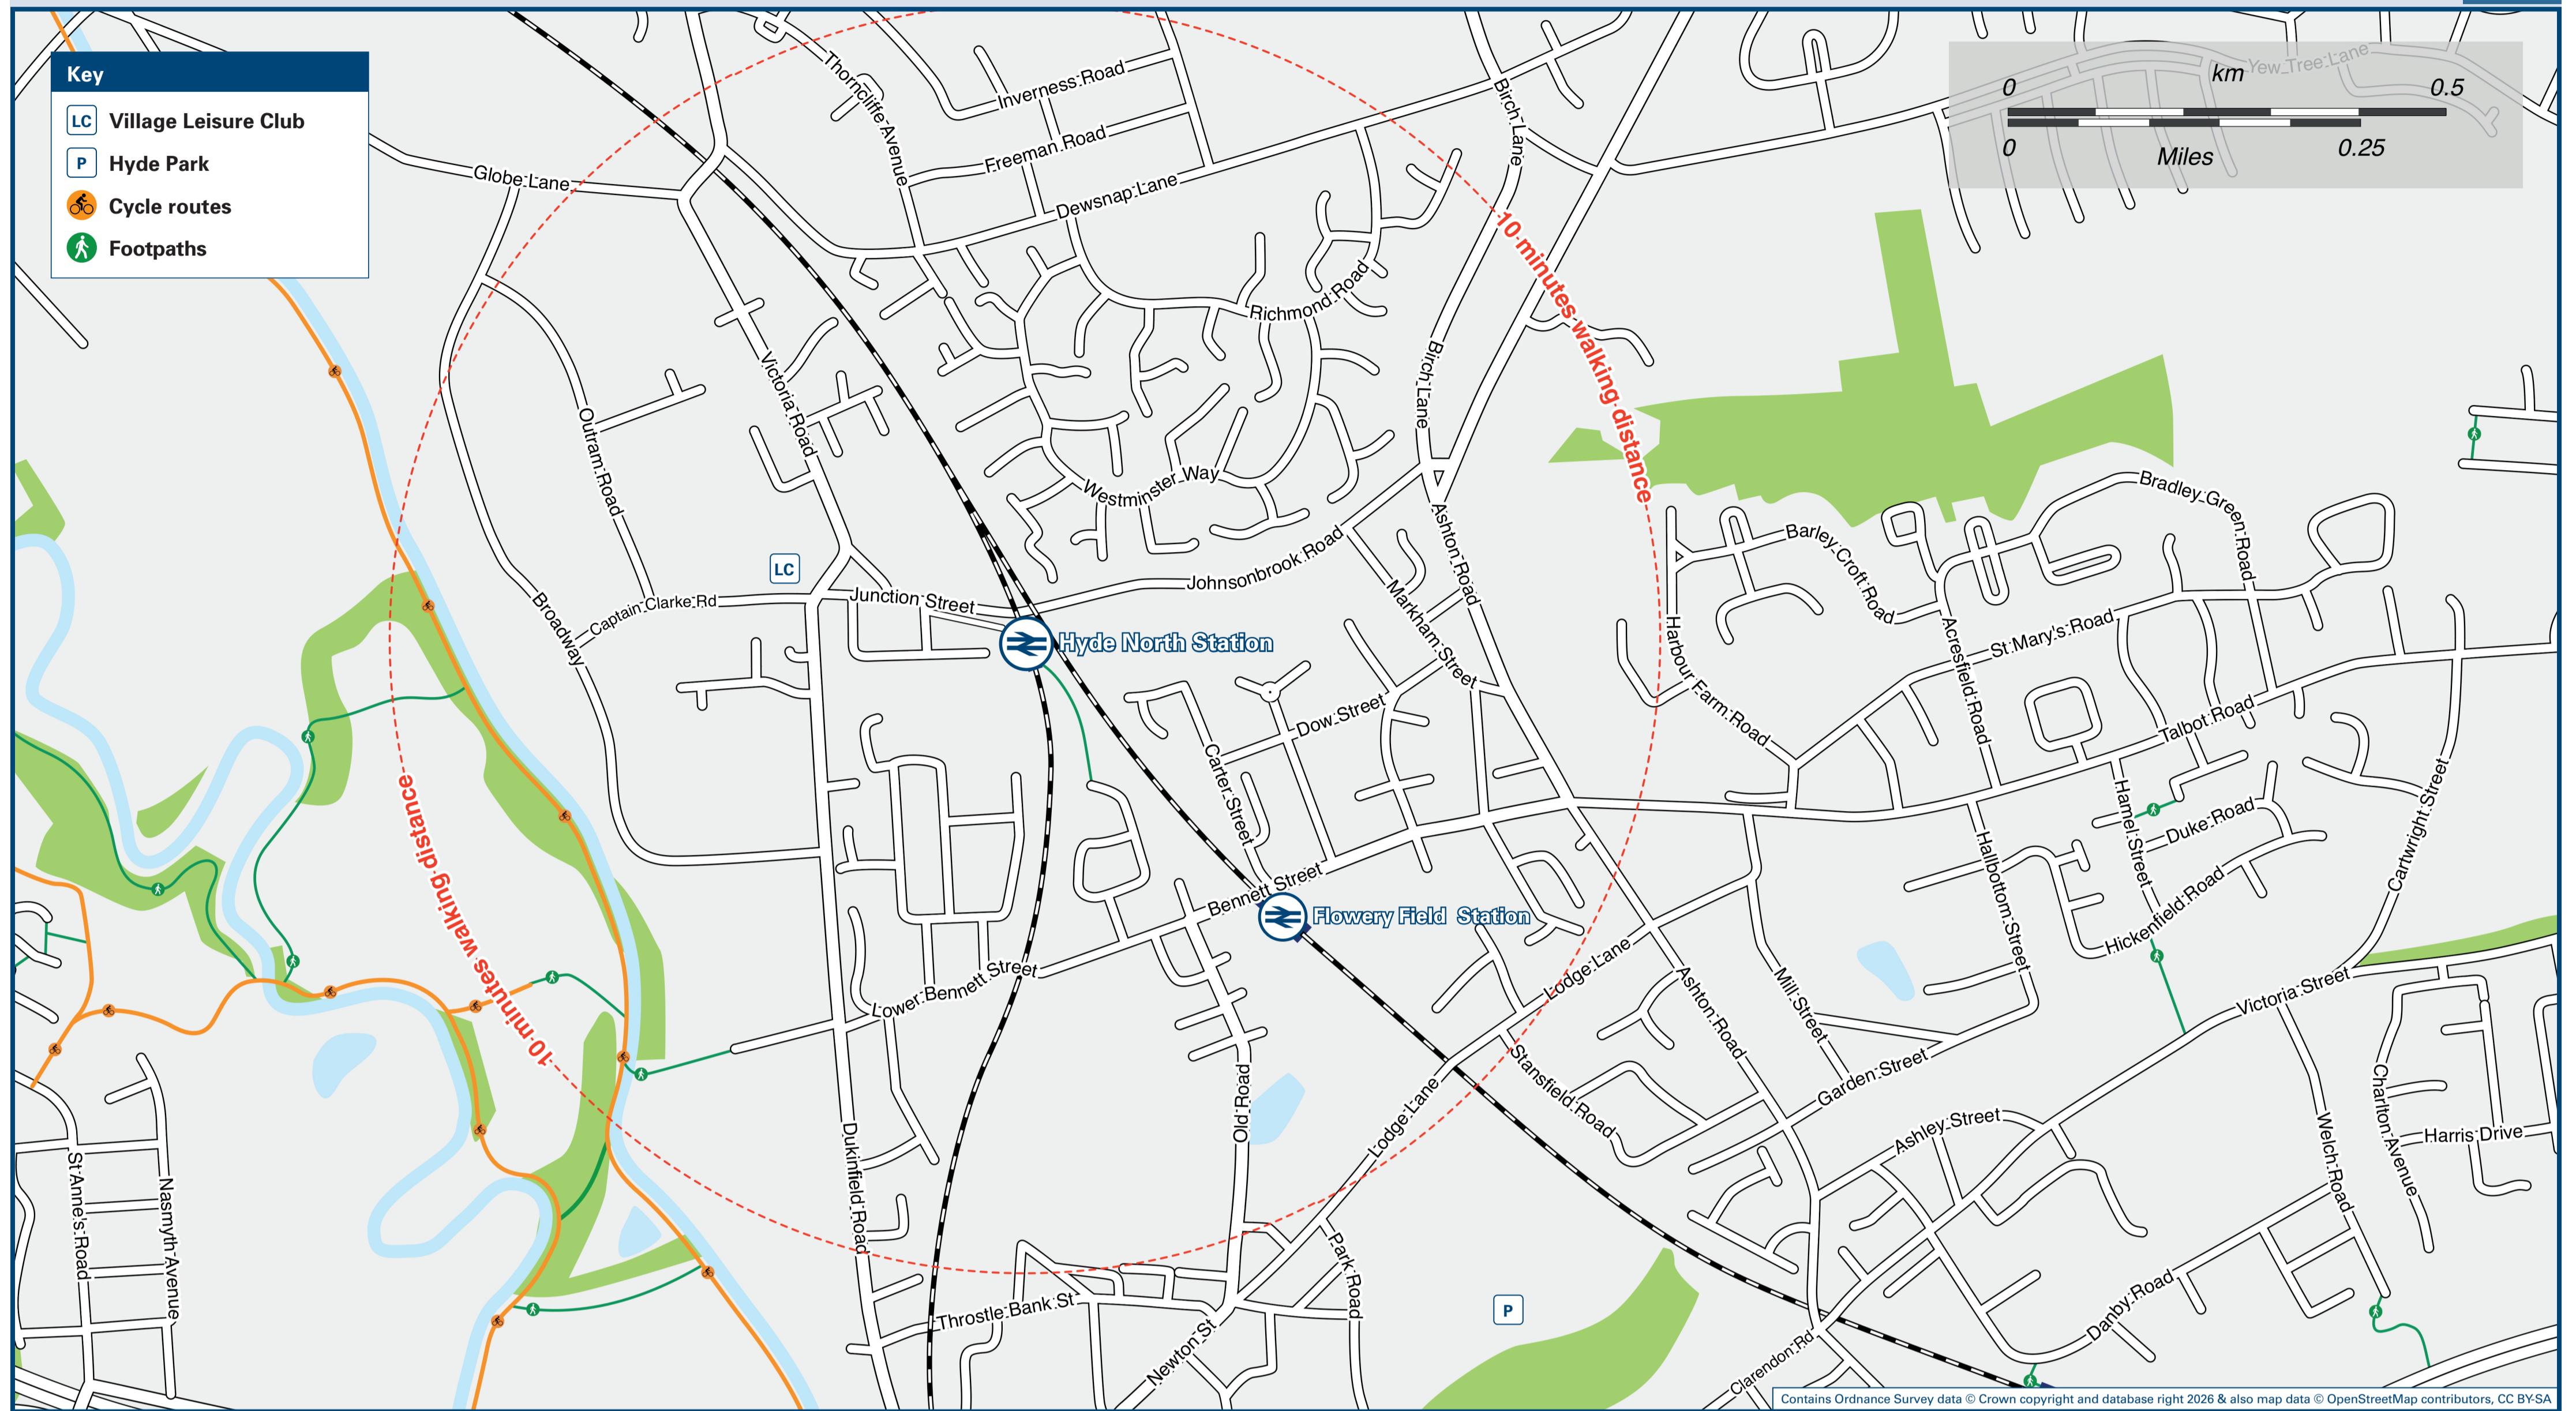 Key
LC Village Leisure Club
P Hyde Park
Cycle routes
Footpaths
0 km 0.5
0 Miles 0.25
Yew Tree Lane
Thorncliffe Avenue
Inverness Road
Freeman Road
Dewsnap Lane
Globe Lane
Birch Lane
10 minutes walking distance
Richmond Road
Birch Lane
Victoria Road
Outram Road
Westminster Way
Ashton Road
Bradley Green Road
Barley Croft Road
LC
Johnsonbrook Road
Junction Street
Captain Clarke Rd
Broadway
Markham Street
Hyde North Station
Harbour Farm Road
Acresfield Road
St Mary's Road
Dow Street
Carter Street
Talbot Road
Hamel Street
Duke Road
Cartwright Street
10 minutes walking distance
Bennett Street
Flowery Field Station
Hallbottom Street
Hickenfield Road
Lower Bennett Street
Lodge Lane
Ashton Road
Mill Street
Victoria Street
Garden Street
Stansfield Road
Old Road
Lodge Lane
Ashley Street
Charlton Avenue
Harris Drive
Welch Road
Dukinfield Road
St Anne's Road
Nasmyth Avenue
Park Road
Throstle Bank St
P
Newton St
Danby Road
Clarendon Rd
Contains Ordnance Survey data © Crown copyright and database right 2026 & also map data © OpenStreetMap contributors, CC BY-SA